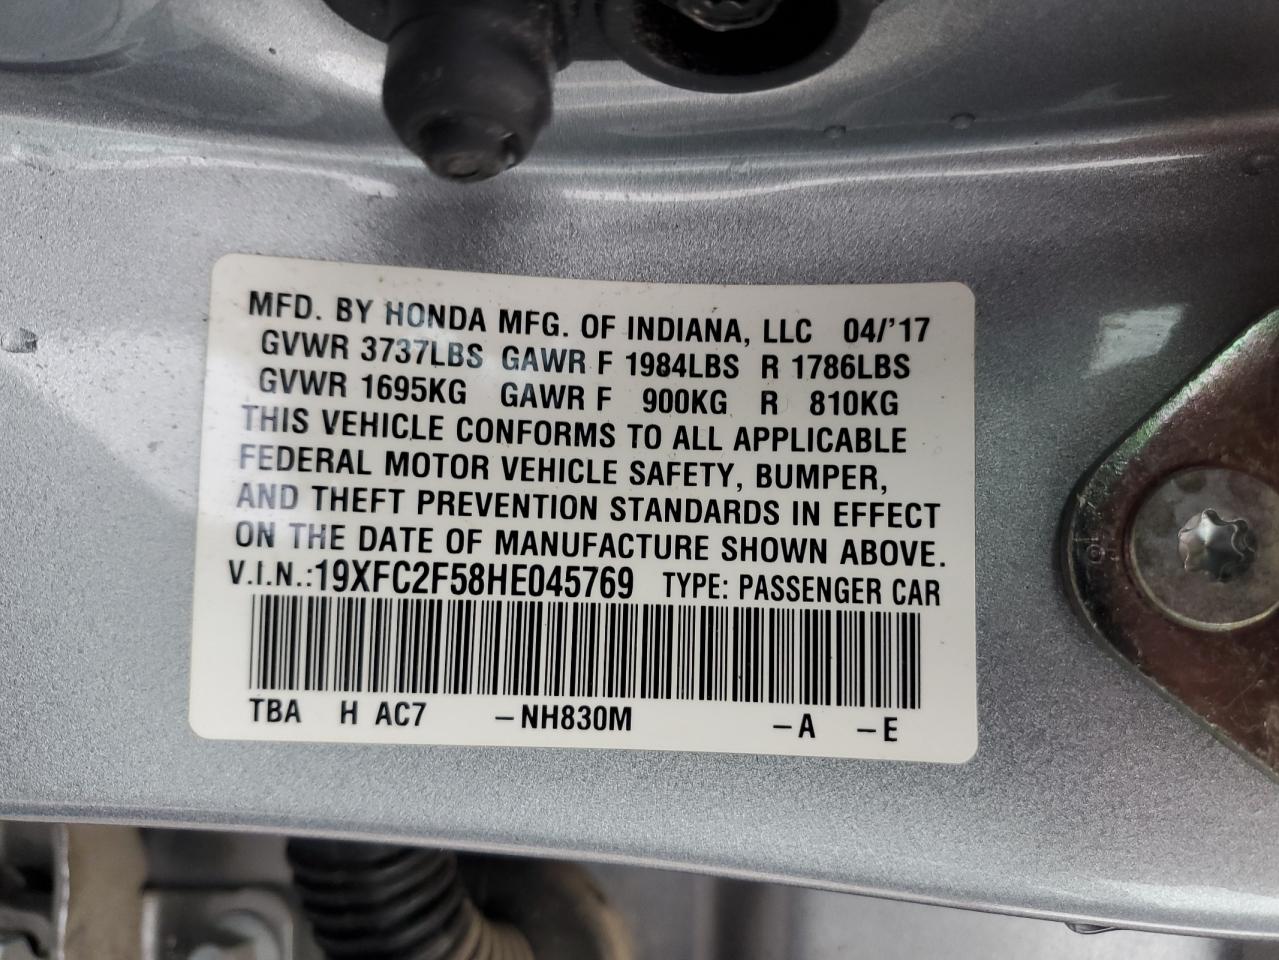 MFD. BY HONDA MFG. OF INDIANA, LLC 04/'17
GVWR 3737LBS GAWR F 1984LBS R 1786LBS
GVWR 1695KG GAWR F 900KG R 810KG
THIS VEHICLE CONFORMS TO ALL APPLICABLE
FEDERAL MOTOR VEHICLE SAFETY, BUMPER,
AND THEFT PREVENTION STANDARDS IN EFFECT
ON THE DATE OF MANUFACTURE SHOWN ABOVE.
V.I.N.:19XFC2F58HE045769 TYPE: PASSENGER CAR
TBA H AC7 –NH830M –A –E